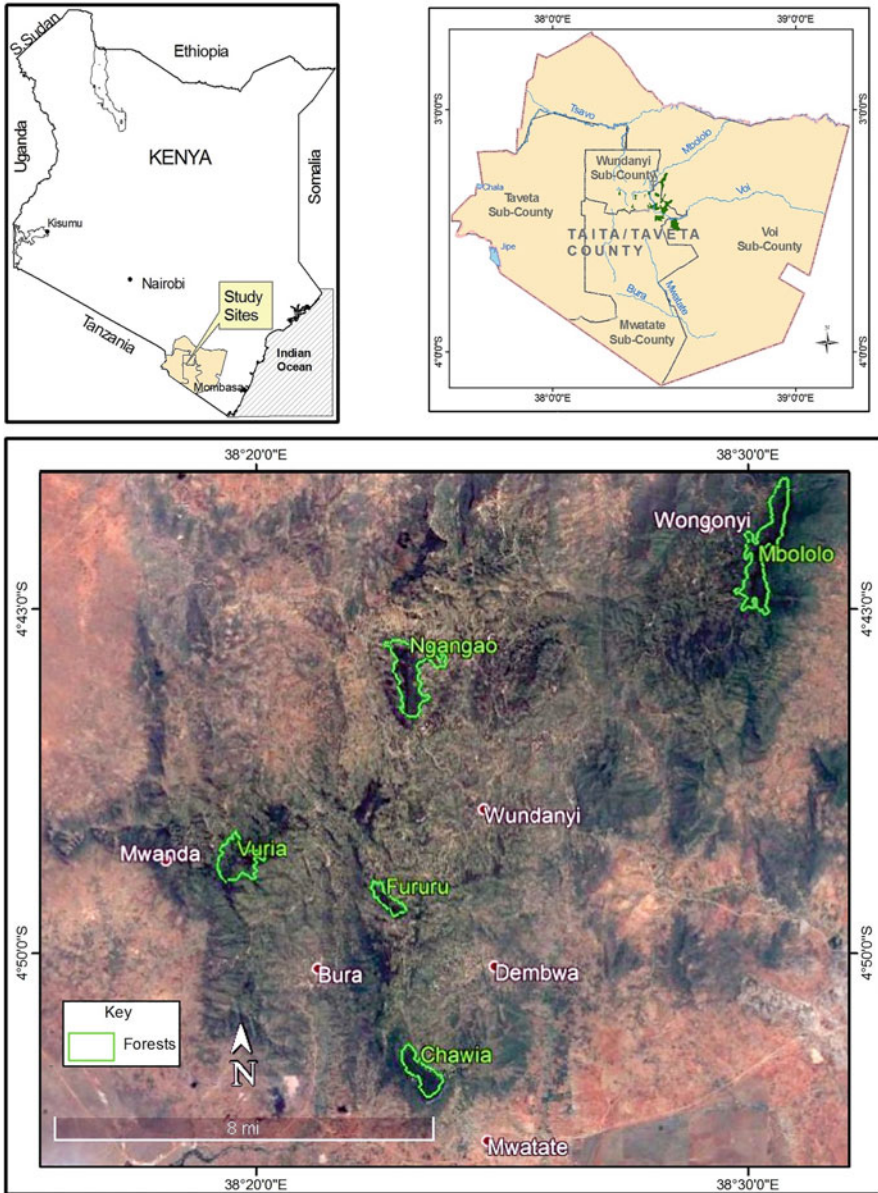 S.Sudan
Ethiopia
Uganda
KENYA
Somalia
Kisumu
Nairobi
Study
Sites
Tanzania
Indian
Ocean
Mombasa
38°0'0"E
39°0'0"E
3°0'0"S
3°0'0"S
Tsavo
Mbololo
Wundanyi
Sub-County
Chala
Taveta
Sub-County
Voi
Voi
Sub-County
TAITA/TAVETA
COUNTY
Jipe
Bura
Mwatate
Mwatate
Sub-County
N
4°0'0"S
4°0'0"S
38°0'0"E
39°0'0"E
38°20'0"E
38°30'0"E
Wongonyi
Mbololo
4°43'0"S
4°43'0"S
Ngangao
Wundanyi
Mwanda
Vuria
Fururu
4°50'0"S
4°50'0"S
Bura
Dembwa
Key
Forests
N
Chawia
8 mi
Mwatate
38°20'0"E
38°30'0"E